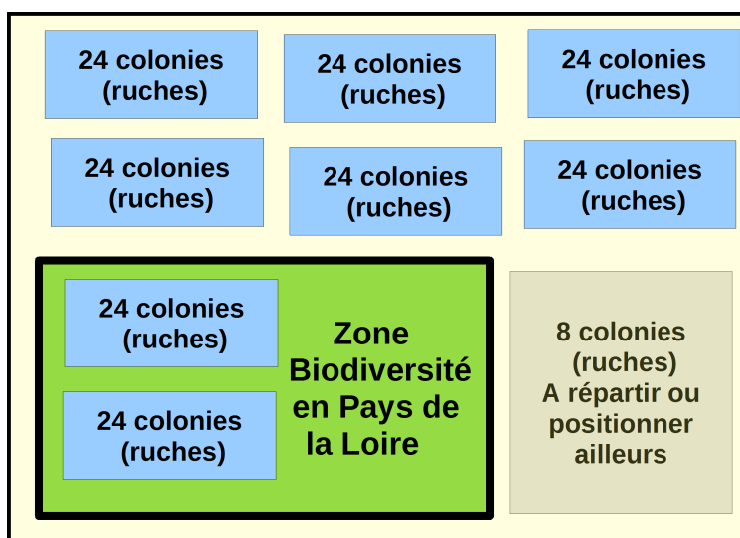 24 colonies
(ruches)
24 colonies
(ruches)
24 colonies
(ruches)
24 colonies
(ruches)
24 colonies
(ruches)
24 colonies
(ruches)
24 colonies
(ruches)
24 colonies
(ruches)
Zone
Biodiversité
en Pays de
la Loire
8 colonies
(ruches)
A répartir ou
positionner
ailleurs